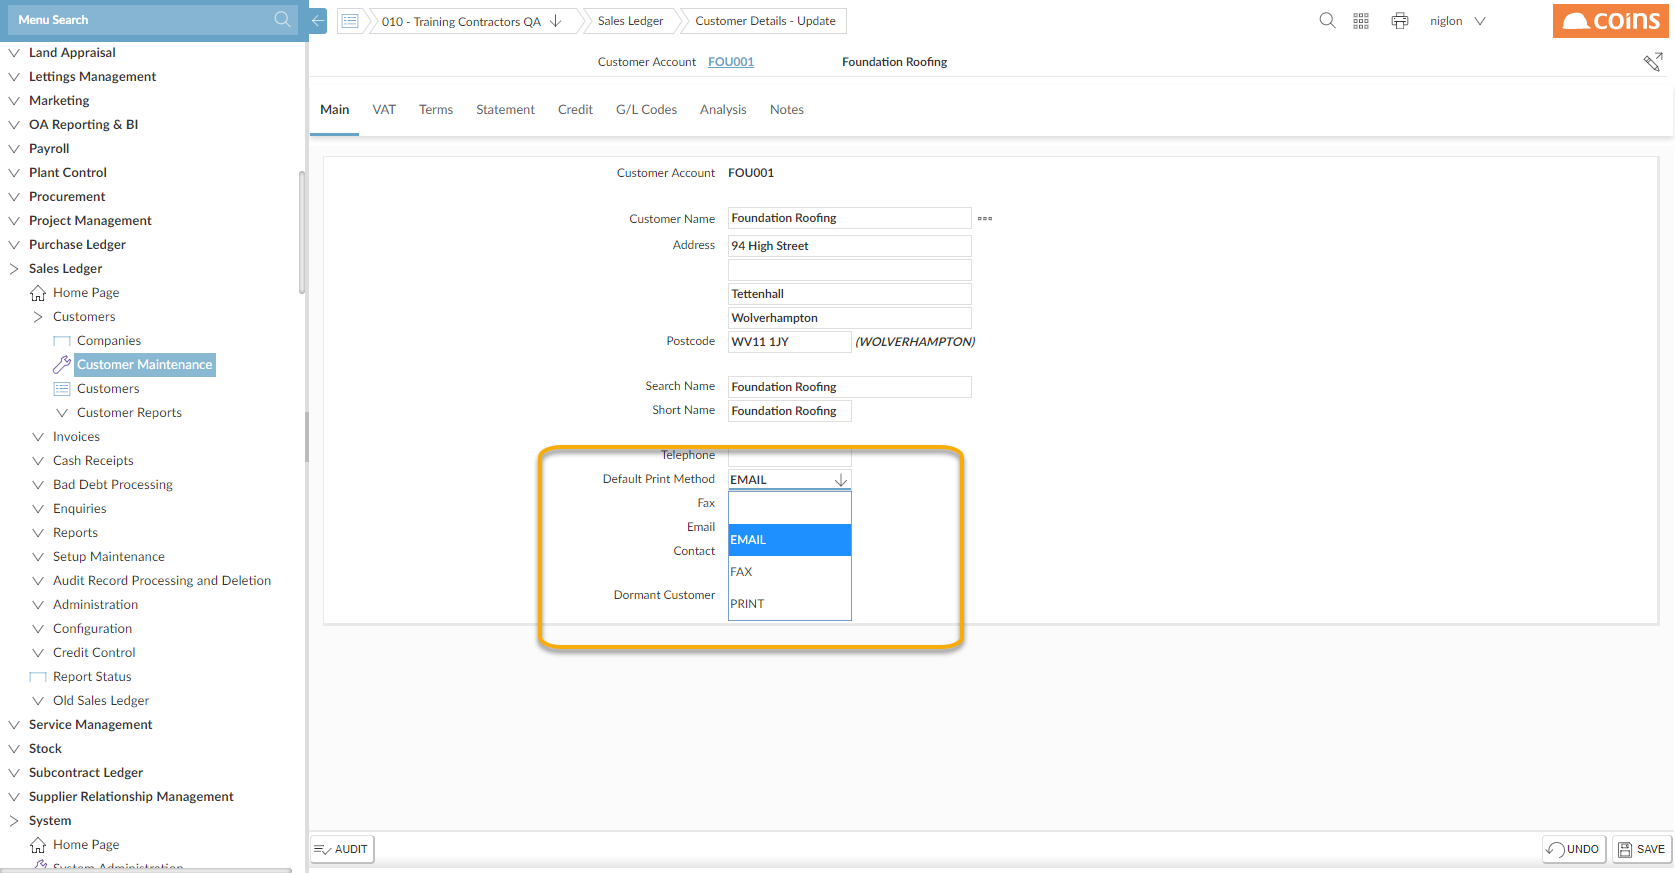 Menu Search
010 - Training Contractors QA
Sales Ledger
Customer Details - Update
niglon
coins
Customer Account FOU001 Foundation Roofing
Main VAT Terms Statement Credit G/L Codes Analysis Notes
Land Appraisal
Lettings Management
Marketing
OA Reporting & BI
Payroll
Plant Control
Procurement
Project Management
Purchase Ledger
Sales Ledger
Home Page
Customers
Companies
Customer Maintenance
Customers
Customer Reports
Invoices
Cash Receipts
Bad Debt Processing
Enquiries
Reports
Setup Maintenance
Audit Record Processing and Deletion
Administration
Configuration
Credit Control
Report Status
Old Sales Ledger
Service Management
Stock
Subcontract Ledger
Supplier Relationship Management
System
Home Page
System Administration
Customer Account FOU001
Customer Name Foundation Roofing
Address 94 High Street
Tettenhall
Wolverhampton
Postcode WV11 1JY (WOLVERHAMPTON)
Search Name Foundation Roofing
Short Name Foundation Roofing
Telephone
Default Print Method EMAIL
Fax
Email
EMAIL
Contact
FAX
Dormant Customer
PRINT
AUDIT
UNDO
SAVE